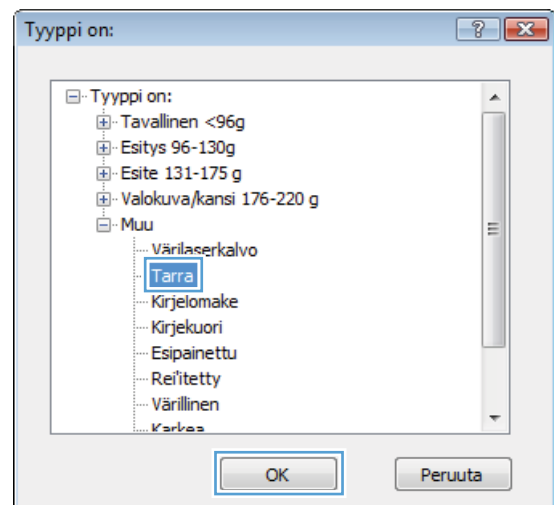 Tyyppi on:
Tyyppi on:
Tavallinen <96g
Esitys 96-130g
Esite 131-175 g
Valokuva/kansi 176-220 g
Muu
Värilaserkalvo
Tarra
Kirjelomake
Kirjekuori
Esipainettu
Rei'itetty
Värillinen
Karkea
OK Peruuta